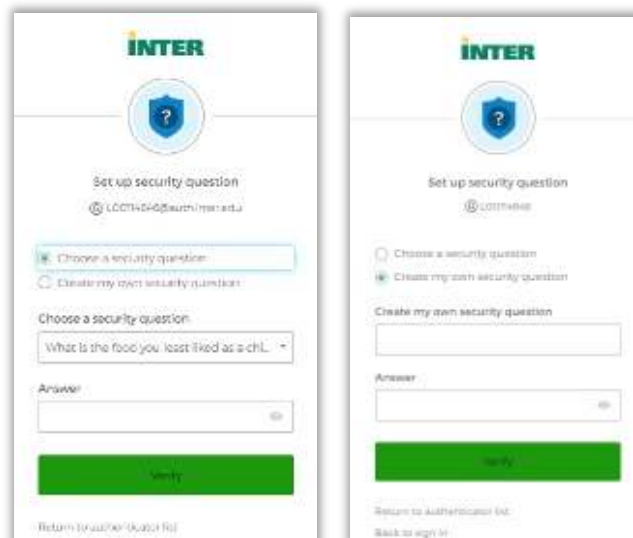 INTER
?
Set up security question
Choose a security question
Create my own security question
Choose a security question
What is the food you least liked as a chi...
Answer
Verify
Return to authenticator list
INTER
?
Set up security question
Choose a security question
Create my own security question
Create my own security question
Answer
Verify
Return to authenticator list
Back to sign in